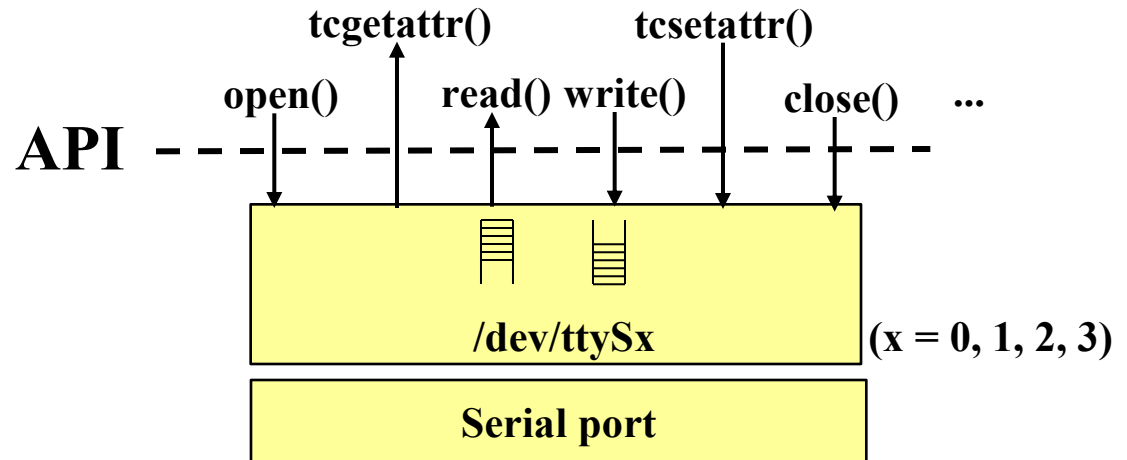 tcgetattr() tcsetattr()
open() read() write() close() ...
API
/dev/ttySx (x = 0, 1, 2, 3)
Serial port